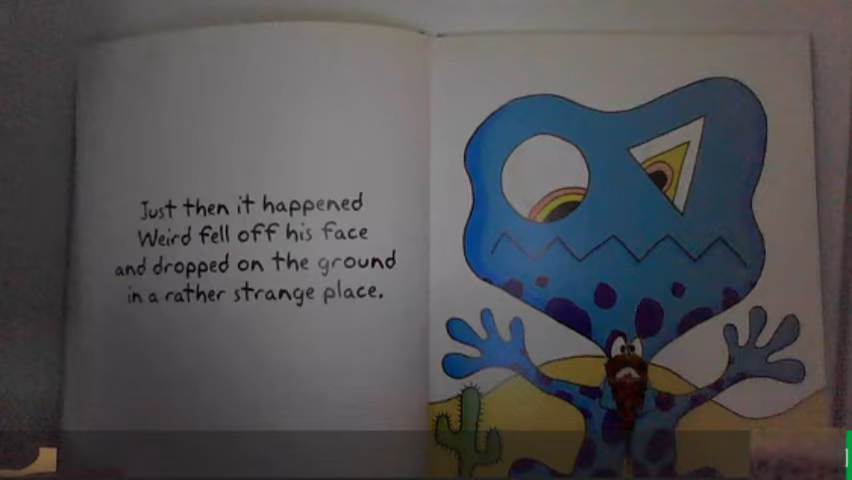 Just then it happened
Weird fell off his face
and dropped on the ground
in a rather strange place.